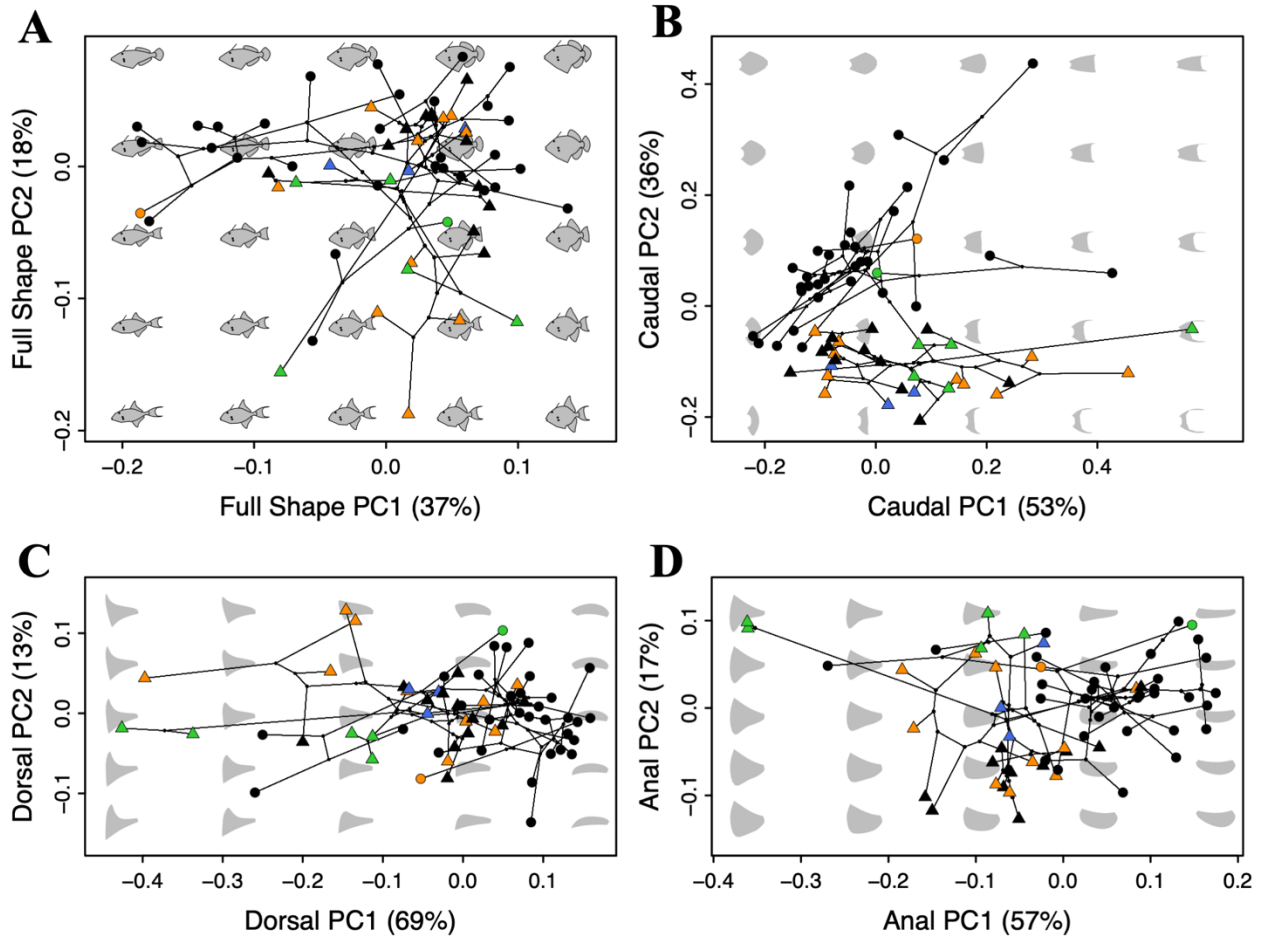 A
B
Full Shape PC2 (18%)
0.0
−0.1
−0.2
−0.2
−0.1
0.0
0.1
Full Shape PC1 (37%)
Caudal PC2 (36%)
0.4
0.2
0.0
−0.2
−0.2
0.0
0.2
0.4
Caudal PC1 (53%)
C
D
Dorsal PC2 (13%)
0.1
0.0
−0.1
−0.4
−0.3
−0.2
−0.1
0.0
0.1
Dorsal PC1 (69%)
Anal PC2 (17%)
0.1
0.0
−0.1
−0.4
−0.3
−0.2
−0.1
0.0
0.1
0.2
Anal PC1 (57%)